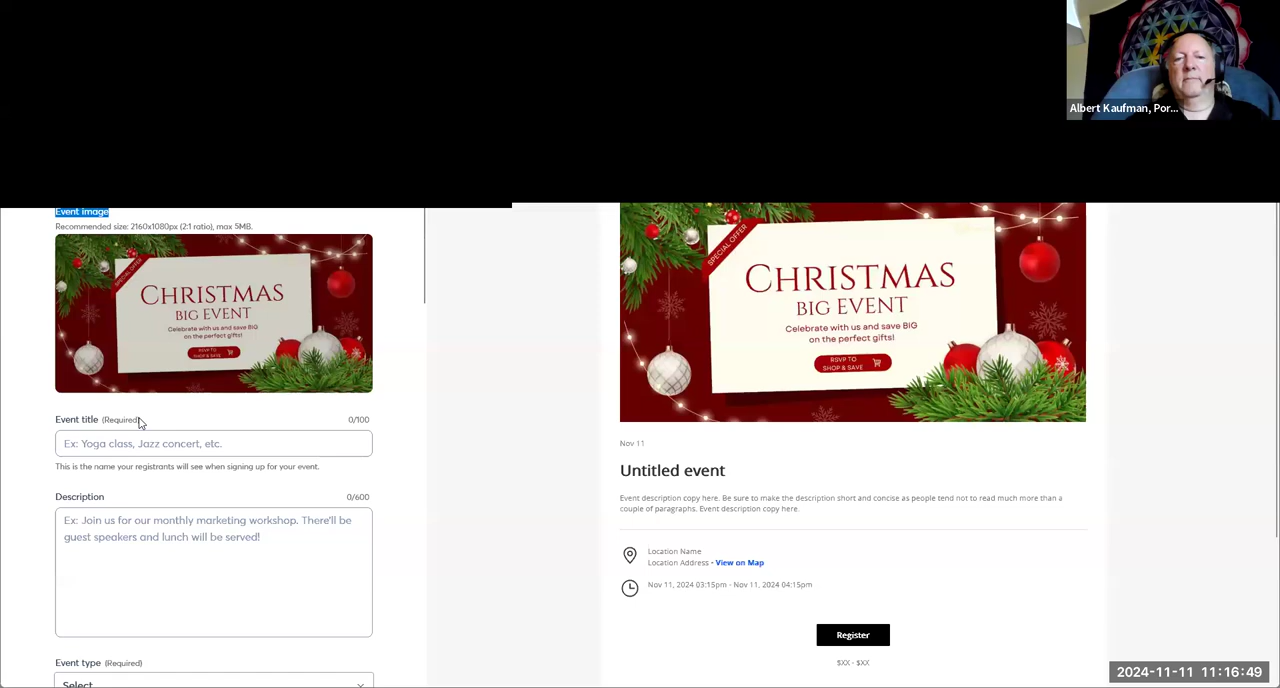 Albert Kaufman, Por...
Event image
Recommended size: 2160x1080px (2:1 ratio), max 5MB.
SPECIAL OFFER
CHRISTMAS
BIG EVENT
Celebrate with us and save BIG
on the perfect gifts!
RSVP TO
SHOP & SAVE
Event title (Required) 0/100
Ex: Yoga class, Jazz concert, etc.
This is the name your registrants will see when signing up for your event.
Description 0/600
Ex: Join us for our monthly marketing workshop. There'll be
guest speakers and lunch will be served!
Event type (Required)
Select
SPECIAL OFFER
CHRISTMAS
BIG EVENT
Celebrate with us and save BIG
on the perfect gifts!
RSVP TO
SHOP & SAVE
Nov 11
Untitled event
Event description copy here. Be sure to make the description short and concise as people tend not to read much more than a
couple of paragraphs. Event description copy here.
Location Name
Location Address • View on Map
Nov 11, 2024 03:15pm - Nov 11, 2024 04:15pm
Register
$XX - $XX
2024-11-11 11:16:49